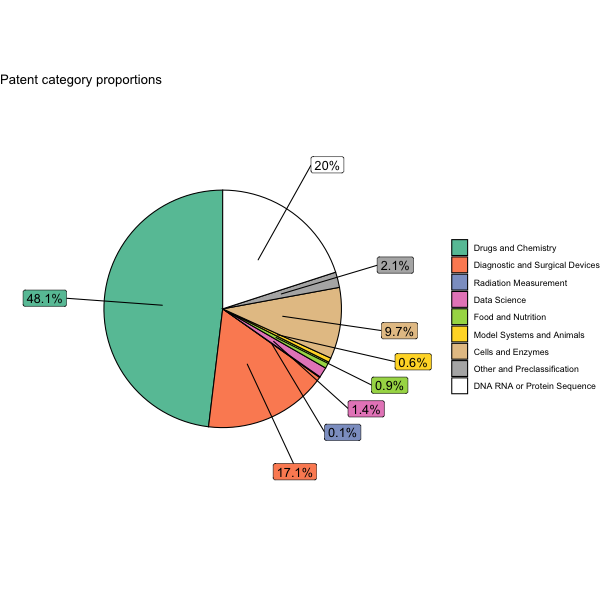 Patent category proportions
20%
2.1%
48.1%
9.7%
0.6%
0.9%
1.4%
0.1%
17.1%
Drugs and Chemistry
Diagnostic and Surgical Devices
Radiation Measurement
Data Science
Food and Nutrition
Model Systems and Animals
Cells and Enzymes
Other and Preclassification
DNA RNA or Protein Sequence